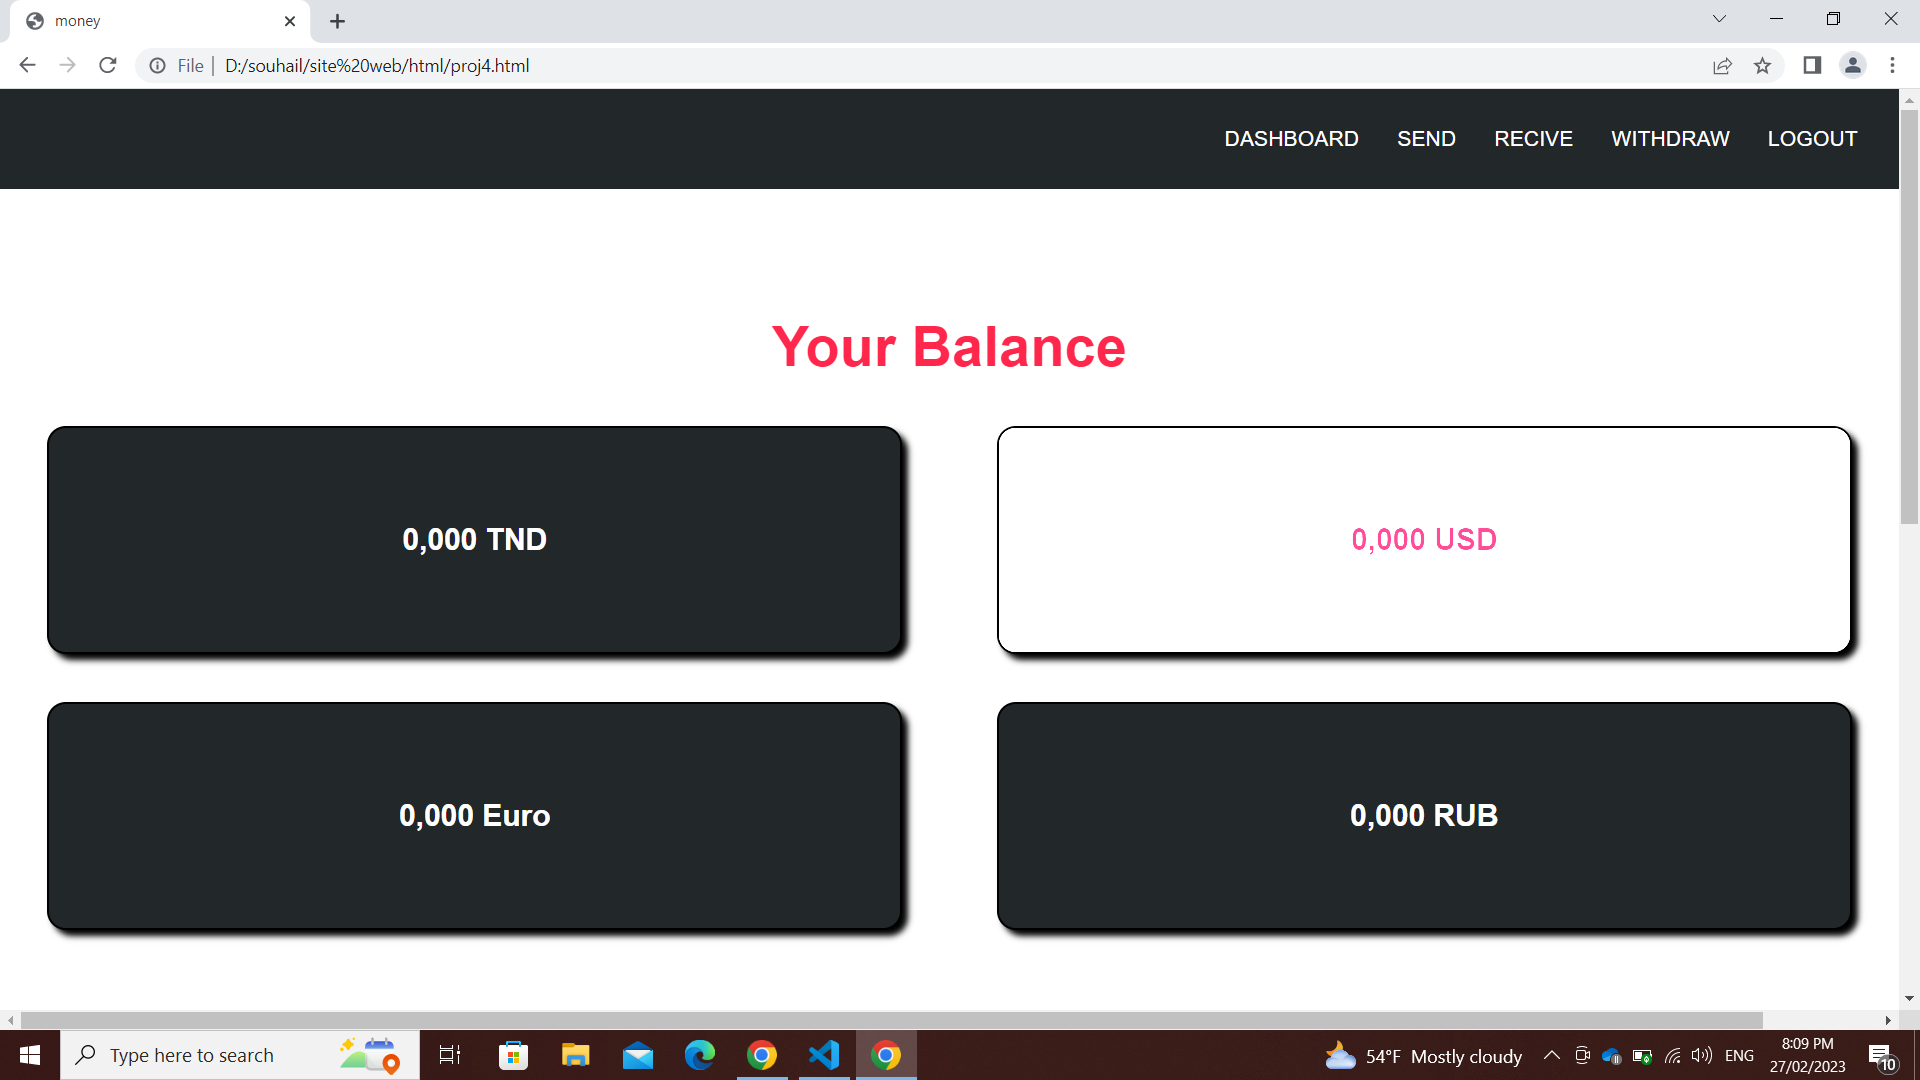 money
File
D:/souhail/site%20web/html/proj4.html
DASHBOARD SEND RECIVE WITHDRAW LOGOUT
Your Balance
0,000 TND
0,000 USD
0,000 Euro
0,000 RUB
Type here to search
54°F Mostly cloudy
ENG
8:09 PM
27/02/2023
10